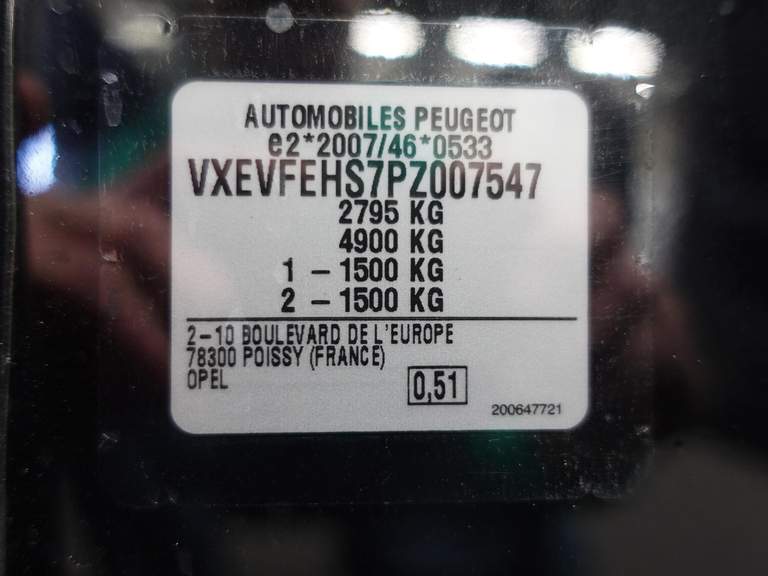 AUTOMOBILES PEUGEOT
e2*2007/46*0533
VXEVFEHS7PZ007547
2795 KG
4900 KG
1 – 1500 KG
2 – 1500 KG
2–10 BOULEVARD DE L'EUROPE
78300 POISSY (FRANCE)
OPEL
0,51
200647721